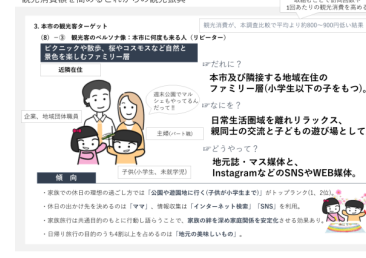 観光消費額を高めるこれからの観光振興
1回あたりの観光消費を高める
3. 本市の観光客ターゲット
観光消費が、本調査比較で平均より約800～900円低い結果
（8）－③ 観光客のペルソナ像：本市に何度も来る人（リピーター）
ピクニックや散歩、桜やコスモスなど自然と
景色を楽しむファミリー層
近隣在住
週末公園でマル
シェもやってるん
だって？
企業、地域団体職員
主婦（パート職）
子供（小学生、未就学児）
☞だれに？
本市及び隣接する地域在住の
ファミリー層（小学生以下の子をもつ）。
☞なにを？
日常生活圏域を離れリラックス、
親同士の交流と子どもの遊び場として
☞どうやって？
地元誌・マス媒体と、
InstagramなどのSNSやWEB媒体。
傾 向
・家族での休日の理想の過ごし方では「公園や遊園地に行く（子供が小学生まで）」がトップランク（1、2位）。
・休日の出かけ先を決めるのは「ママ」、情報収集は「インターネット検索」「SNS」を利用。
・家族旅行は共通目的のもとに行動し語らうことで、家族の絆を深め家族関係を安定化させる効果あり。
・日帰り旅行の目的のうち4割以上を占めるのは「地元の美味しいもの」。